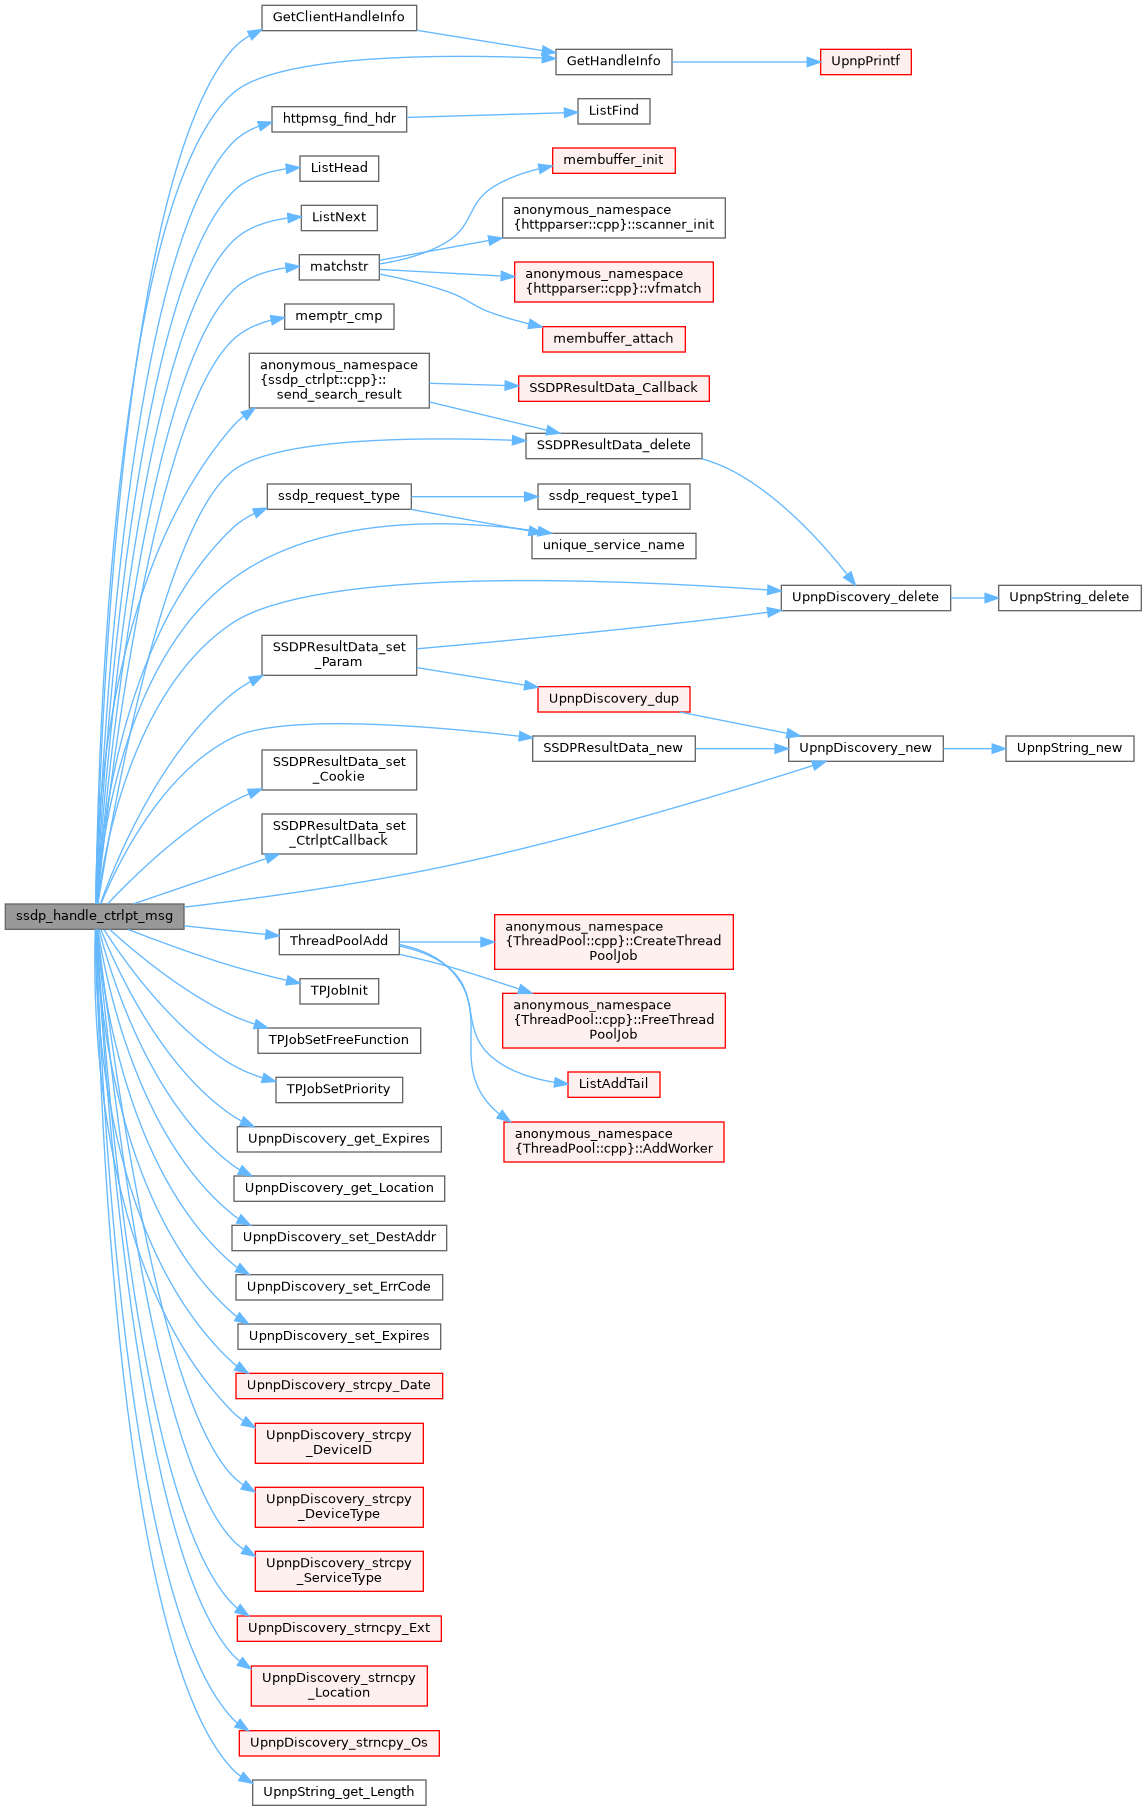 GetClientHandleInfo
GetHandleInfo
UpnpPrintf
httpmsg_find_hdr
ListFind
ListHead
membuffer_init
ListNext
anonymous_namespace
{httpparser::cpp}::scanner_init
matchstr
anonymous_namespace
{httpparser::cpp}::vfmatch
memptr_cmp
membuffer_attach
anonymous_namespace
{ssdp_ctrlpt::cpp}::
send_search_result
SSDPResultData_Callback
SSDPResultData_delete
ssdp_request_type
ssdp_request_type1
unique_service_name
UpnpDiscovery_delete
UpnpString_delete
SSDPResultData_set
_Param
UpnpDiscovery_dup
SSDPResultData_new
UpnpDiscovery_new
UpnpString_new
SSDPResultData_set
_Cookie
SSDPResultData_set
_CtrlptCallback
ssdp_handle_ctrlpt_msg
ThreadPoolAdd
anonymous_namespace
{ThreadPool::cpp}::CreateThread
PoolJob
TPJobInit
anonymous_namespace
{ThreadPool::cpp}::FreeThread
PoolJob
TPJobSetFreeFunction
TPJobSetPriority
ListAddTail
UpnpDiscovery_get_Expires
anonymous_namespace
{ThreadPool::cpp}::AddWorker
UpnpDiscovery_get_Location
UpnpDiscovery_set_DestAddr
UpnpDiscovery_set_ErrCode
UpnpDiscovery_set_Expires
UpnpDiscovery_strcpy_Date
UpnpDiscovery_strcpy
_DeviceID
UpnpDiscovery_strcpy
_DeviceType
UpnpDiscovery_strcpy
_ServiceType
UpnpDiscovery_strncpy_Ext
UpnpDiscovery_strncpy
_Location
UpnpDiscovery_strncpy_Os
UpnpString_get_Length